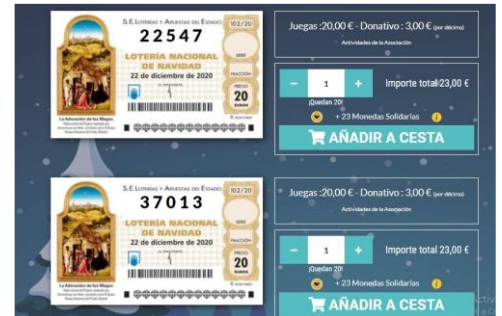 S.E. LOTERÍAS Y APUESTAS DEL ESTADO
102/20
22547
LOTERÍA NACIONAL
DE NAVIDAD
22 de diciembre de 2020
SERIE
FRACCIÓN
PRECIO
20
EUROS
La Adoración de los Magos
Juegas :20,00 € - Donativo : 3,00 € (por décimo)
Actividades de la Asociación
- 1 +
Importe total 23,00 €
¡Quedan 20!
+ 23 Monedas Solidarias
AÑADIR A CESTA
S.E. LOTERÍAS Y APUESTAS DEL ESTADO
102/20
37013
LOTERÍA NACIONAL
DE NAVIDAD
22 de diciembre de 2020
SERIE
FRACCIÓN
PRECIO
20
EUROS
La Adoración de los Magos
Juegas :20,00 € - Donativo : 3,00 € (por décimo)
Actividades de la Asociación
- 1 +
Importe total 23,00 €
¡Quedan 20!
+ 23 Monedas Solidarias
AÑADIR A CESTA